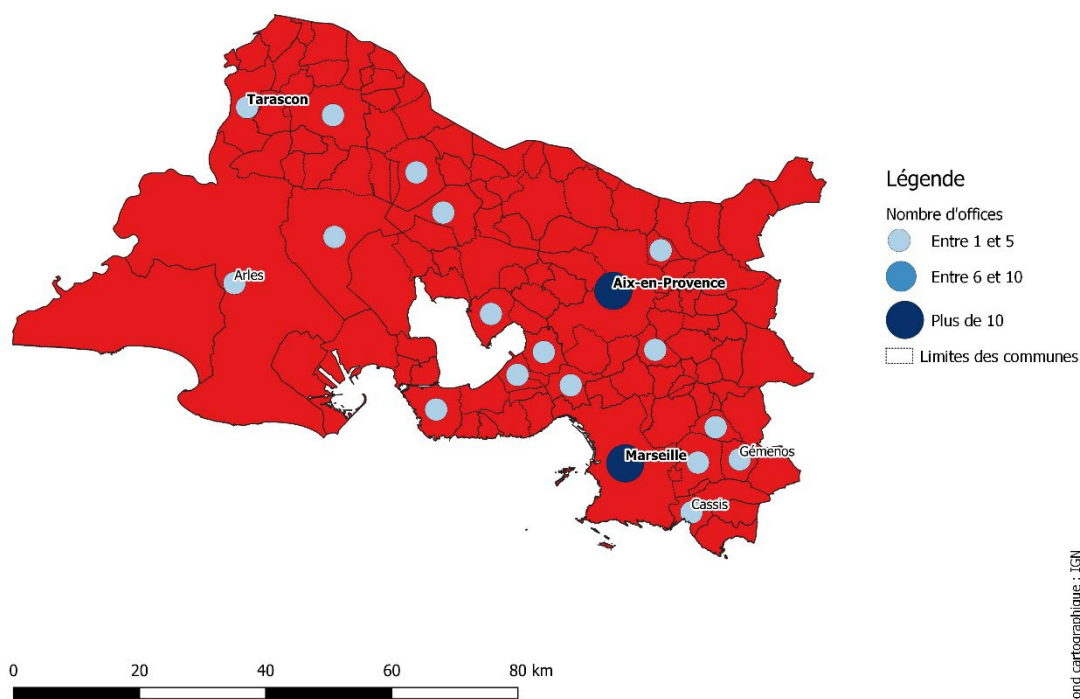 Tarascon
Arles
Aix-en-Provence
Marseille
Gémenos
Cassis
Légende
Nombre d'offices
Entre 1 et 5
Entre 6 et 10
Plus de 10
Limites des communes
0 20 40 60 80 km
ond cartographique : IGN